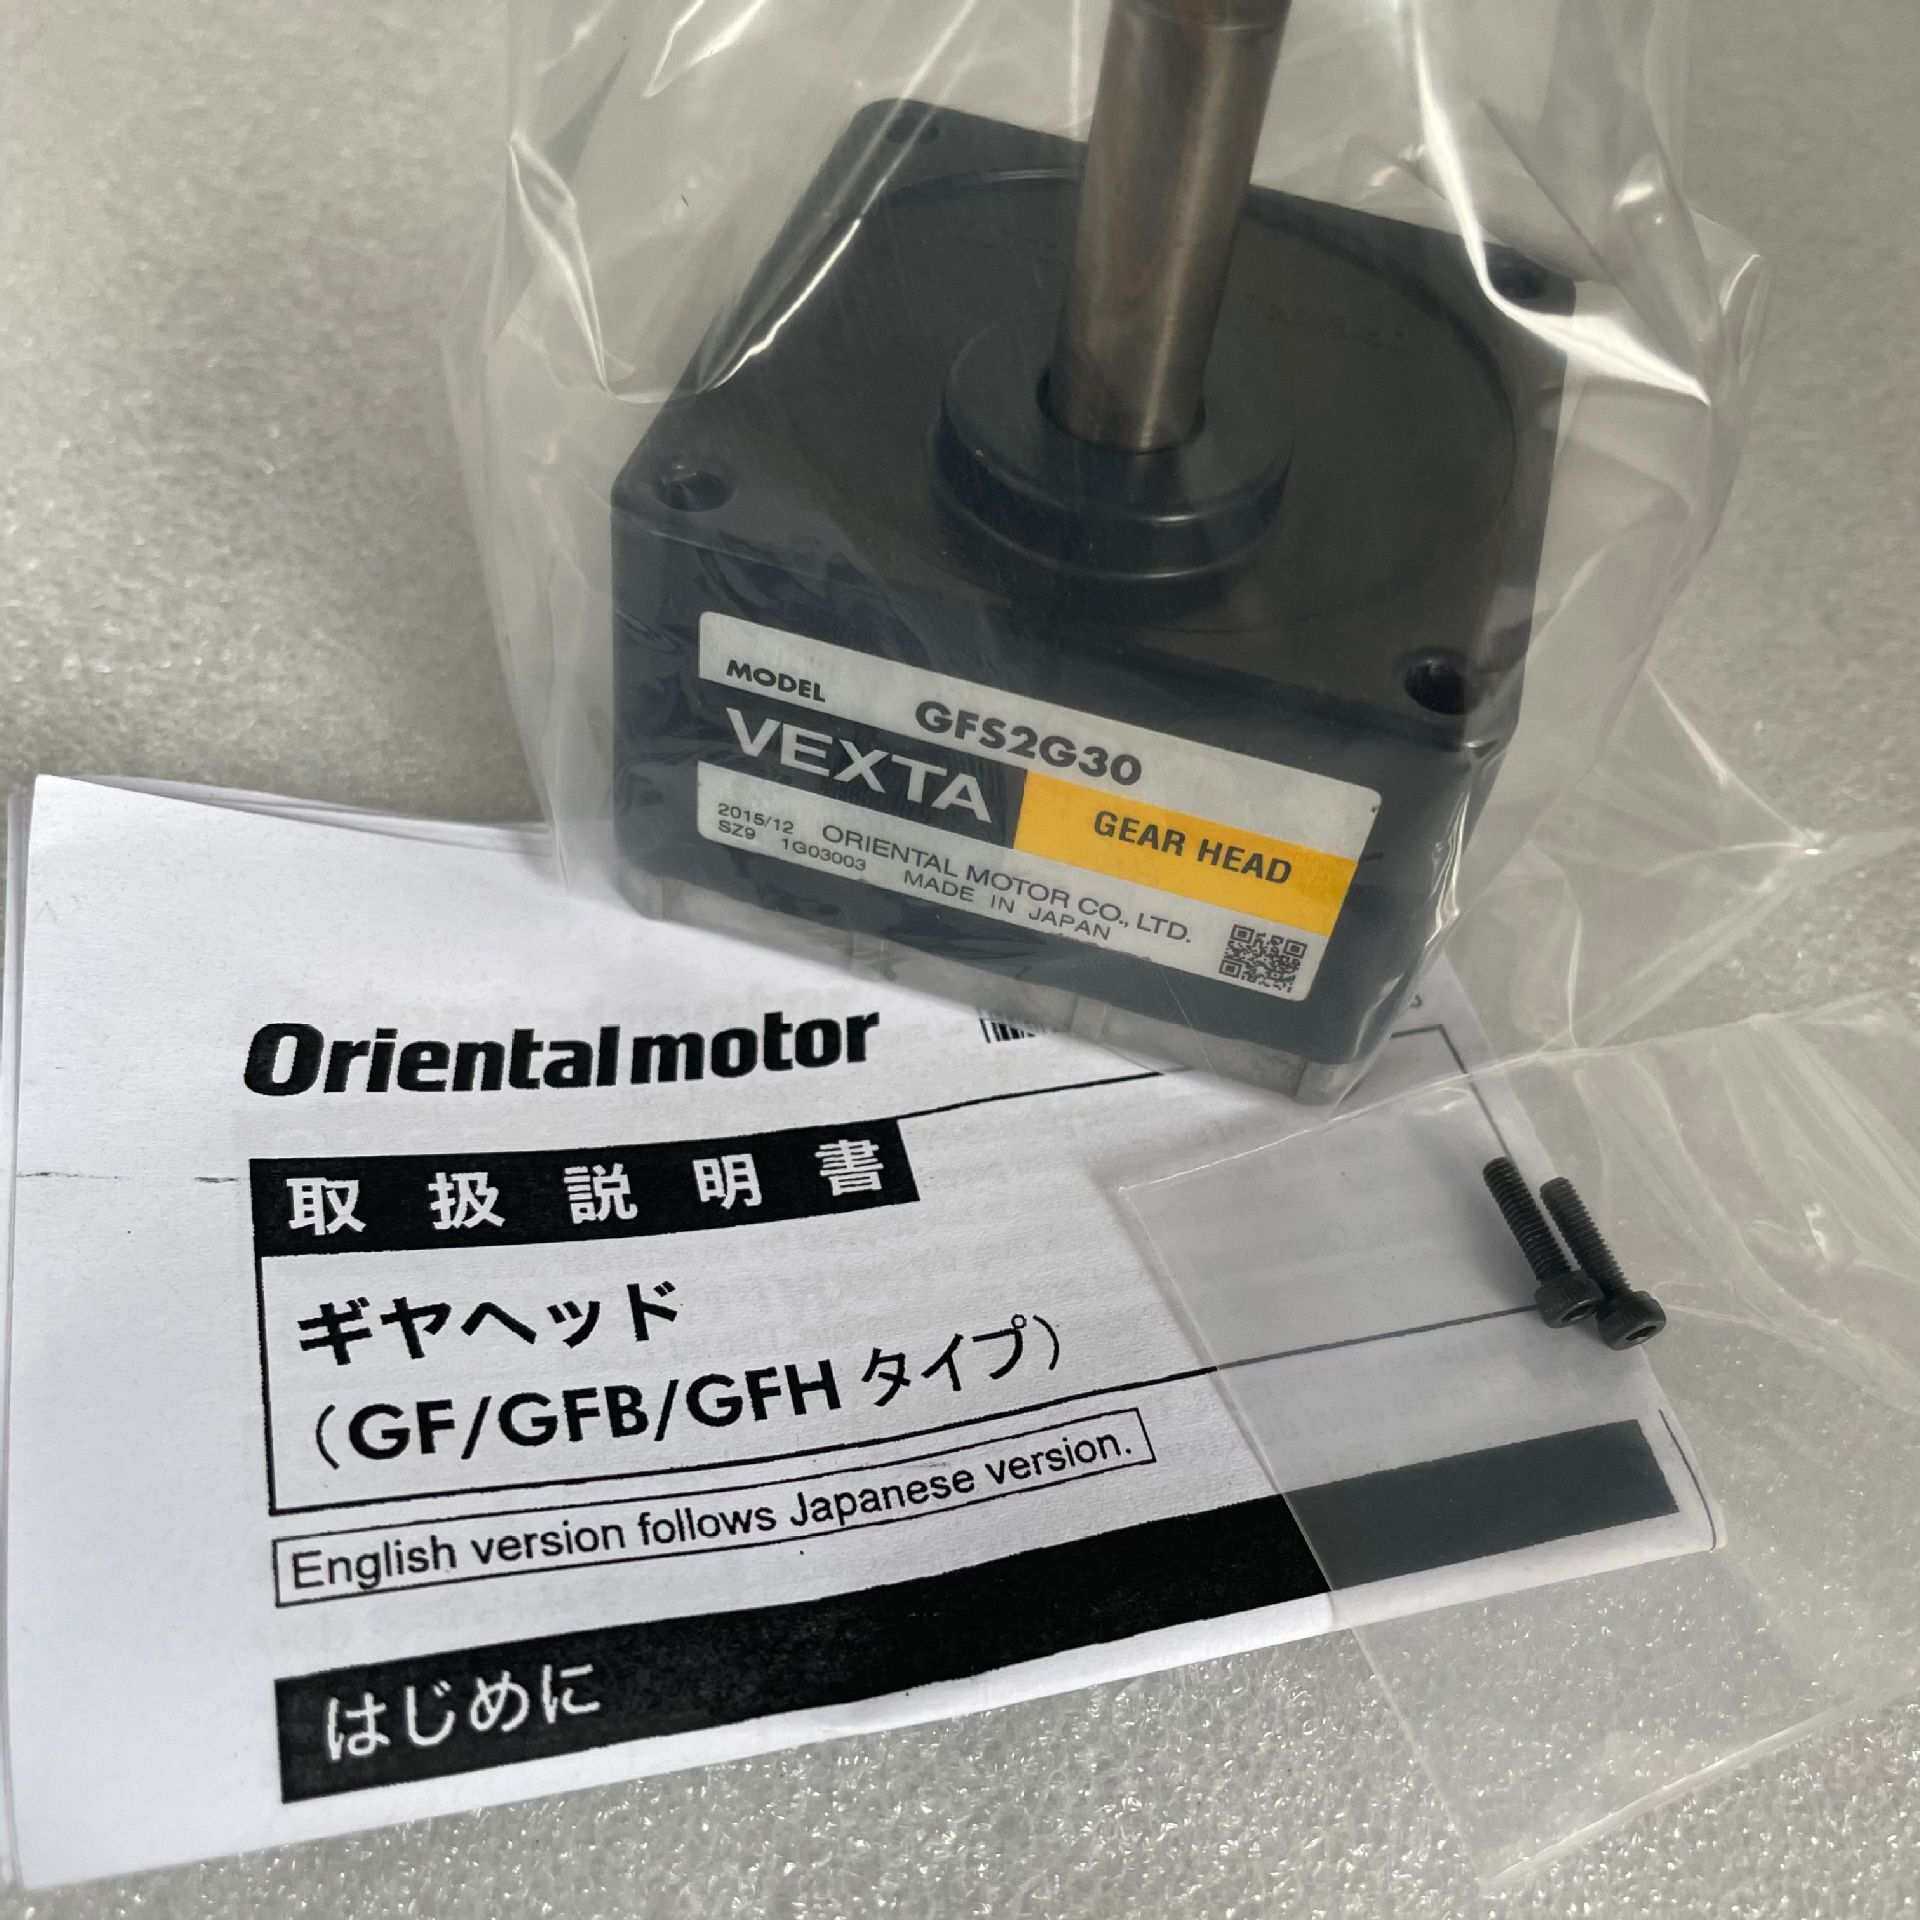 MODEL GFS2G30
VEXTA GEAR HEAD
2015/12 ORIENTAL MOTOR CO., LTD.
SZ9 1G03003 MADE IN JAPAN
Orientalmotor
取扱説明書
ギヤヘッド
（GF/GFB/GFH タイプ）
English version follows Japanese version.
はじめに